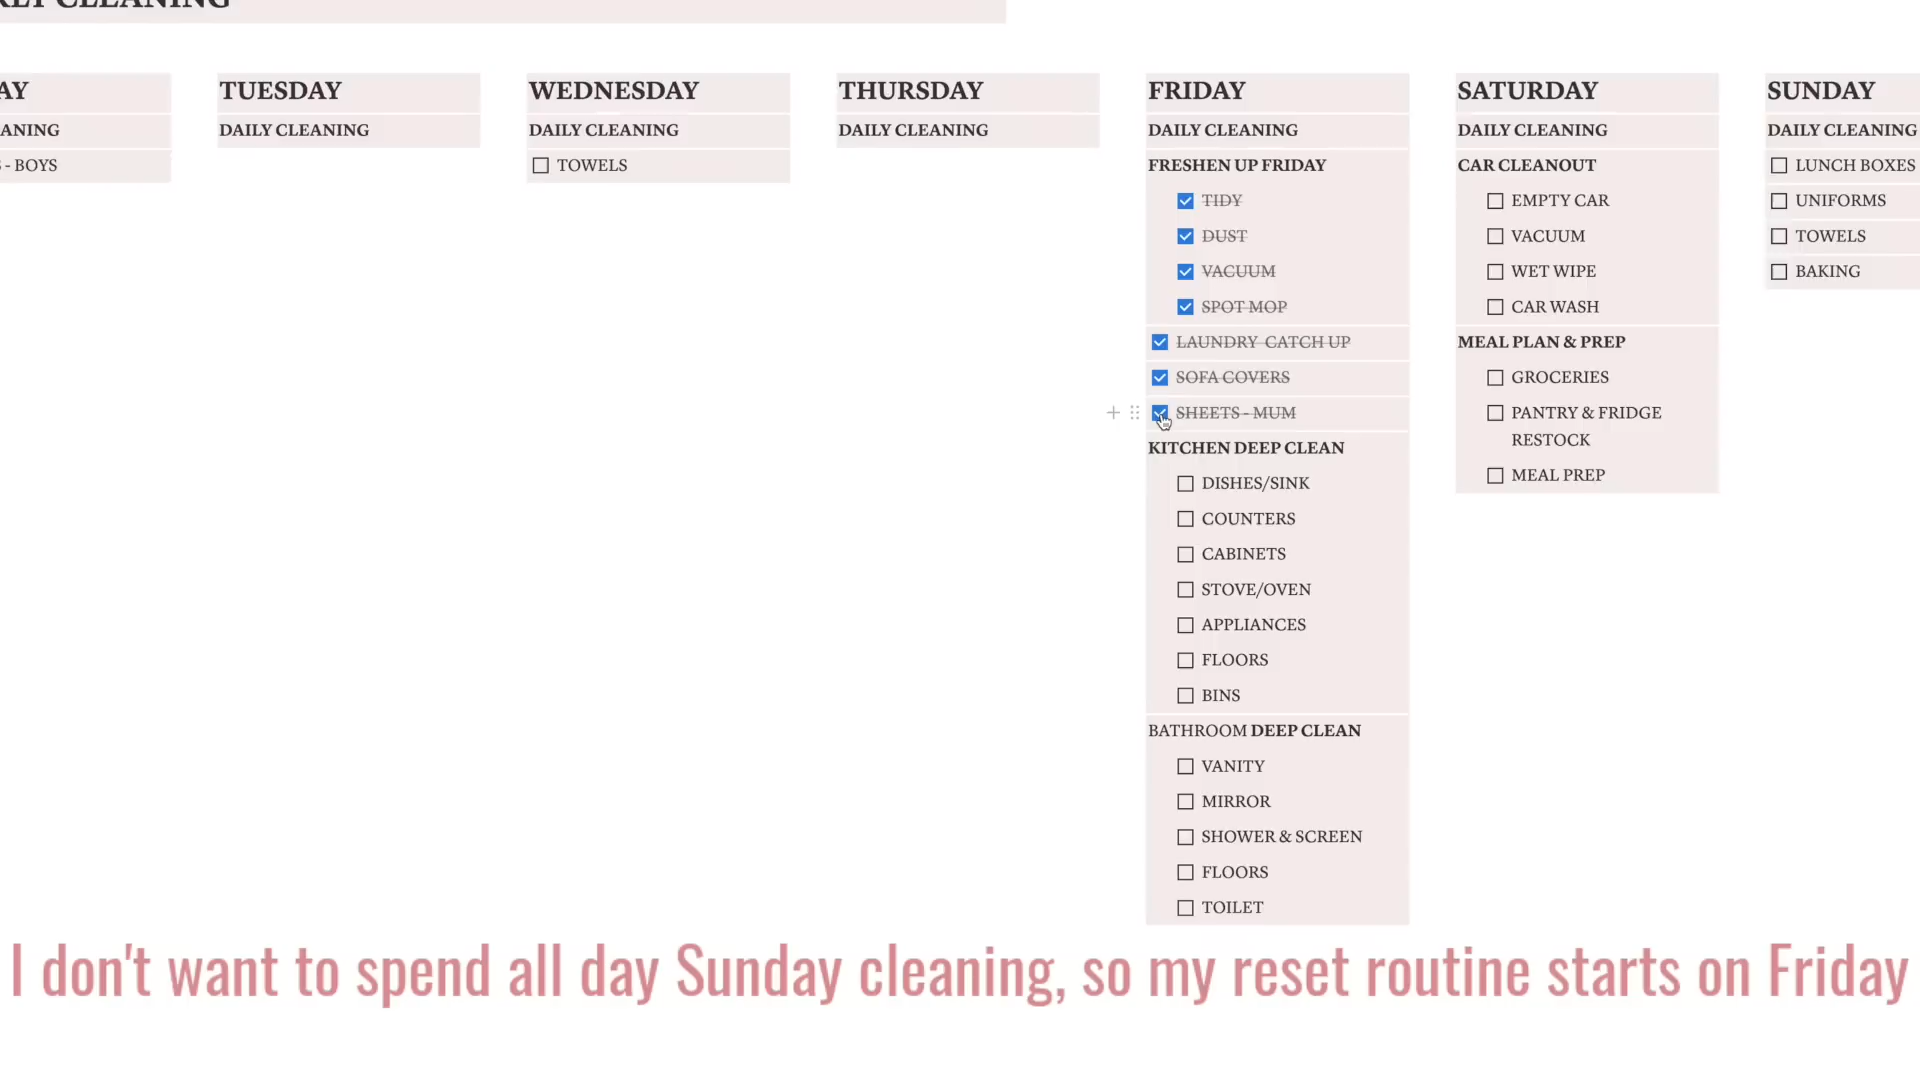 CLEANING
AY
ANING
- BOYS
TUESDAY
DAILY CLEANING
WEDNESDAY
DAILY CLEANING
TOWELS
THURSDAY
DAILY CLEANING
FRIDAY
DAILY CLEANING
FRESHEN UP FRIDAY
TIDY
DUST
VACUUM
SPOT MOP
LAUNDRY CATCH UP
SOFA COVERS
SHEETS - MUM
KITCHEN DEEP CLEAN
DISHES/SINK
COUNTERS
CABINETS
STOVE/OVEN
APPLIANCES
FLOORS
BINS
BATHROOM DEEP CLEAN
VANITY
MIRROR
SHOWER & SCREEN
FLOORS
TOILET
SATURDAY
DAILY CLEANING
CAR CLEANOUT
EMPTY CAR
VACUUM
WET WIPE
CAR WASH
MEAL PLAN & PREP
GROCERIES
PANTRY & FRIDGE
RESTOCK
MEAL PREP
SUNDAY
DAILY CLEANING
LUNCH BOXES
UNIFORMS
TOWELS
BAKING
I don't want to spend all day Sunday cleaning, so my reset routine starts on Friday